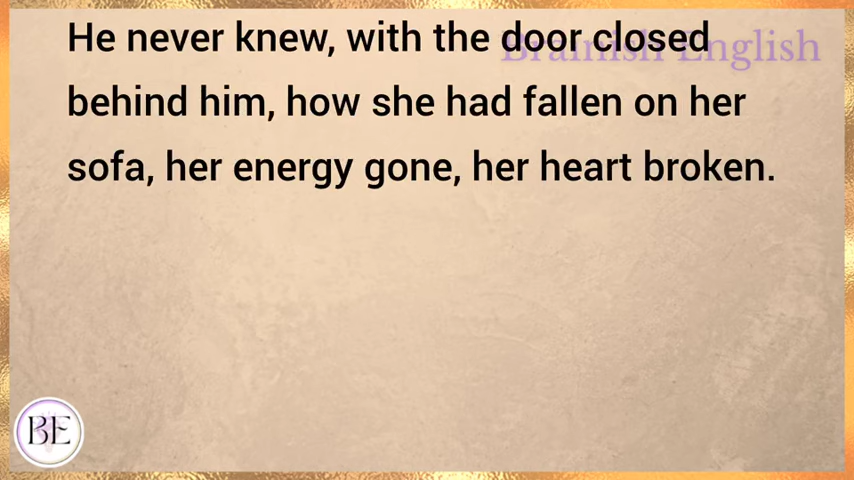 Brainish English
He never knew, with the door closed
behind him, how she had fallen on her
sofa, her energy gone, her heart broken.
BE